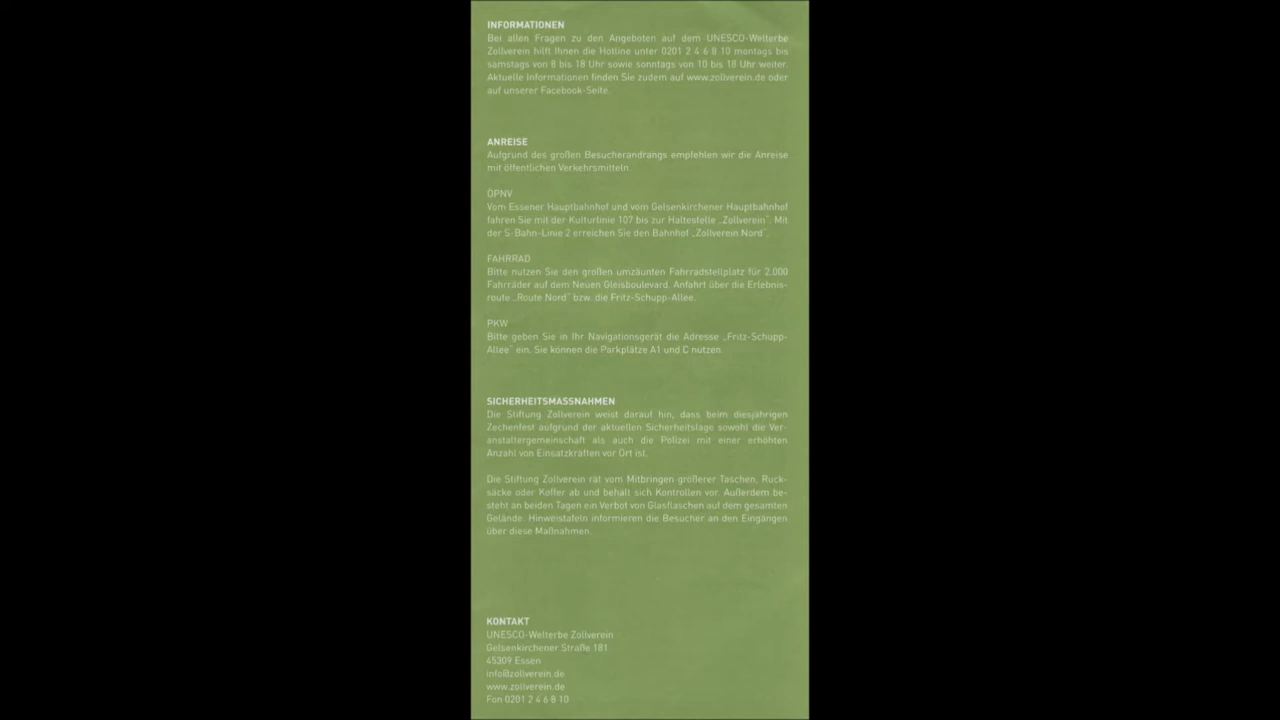 INFORMATIONEN
Bei allen Fragen zu den Angeboten auf dem UNESCO-Welterbe
Zollverein hilft Ihnen die Hotline unter 0201 2 4 6 8 10 montags bis
samstags von 8 bis 18 Uhr sowie sonntags von 10 bis 18 Uhr weiter.
Aktuelle Informationen finden Sie zudem auf www.zollverein.de oder
auf unserer Facebook-Seite.
ANREISE
Aufgrund des großen Besucherandrangs empfehlen wir die Anreise
mit öffentlichen Verkehrsmitteln.
ÖPNV
Vom Essener Hauptbahnhof und vom Gelsenkirchener Hauptbahnhof
fahren Sie mit der Kulturlinie 107 bis zur Haltestelle „Zollverein“. Mit
der S-Bahn-Linie 2 erreichen Sie den Bahnhof „Zollverein Nord“.
FAHRRAD
Bitte nutzen Sie den großen umzäunten Fahrradstellplatz für 2.000
Fahrräder auf dem Neuen Gleisboulevard. Anfahrt über die Erlebnis-
route „Route Nord“ bzw. die Fritz-Schupp-Allee.
PKW
Bitte geben Sie in Ihr Navigationsgerät die Adresse „Fritz-Schupp-
Allee“ ein. Sie können die Parkplätze A1 und C nutzen.
SICHERHEITSMASSNAHMEN
Die Stiftung Zollverein weist darauf hin, dass beim diesjährigen
Zechenfest aufgrund der aktuellen Sicherheitslage sowohl die Ver-
anstaltergemeinschaft als auch die Polizei mit einer erhöhten
Anzahl von Einsatzkräften vor Ort ist.
Die Stiftung Zollverein rät vom Mitbringen größerer Taschen, Ruck-
säcke oder Koffer ab und behält sich Kontrollen vor. Außerdem be-
steht an beiden Tagen ein Verbot von Glasflaschen auf dem gesamten
Gelände. Hinweistafeln informieren die Besucher an den Eingängen
über diese Maßnahmen.
KONTAKT
UNESCO-Welterbe Zollverein
Gelsenkirchener Straße 181
45309 Essen
info@zollverein.de
www.zollverein.de
Fon 0201 2 4 6 8 10